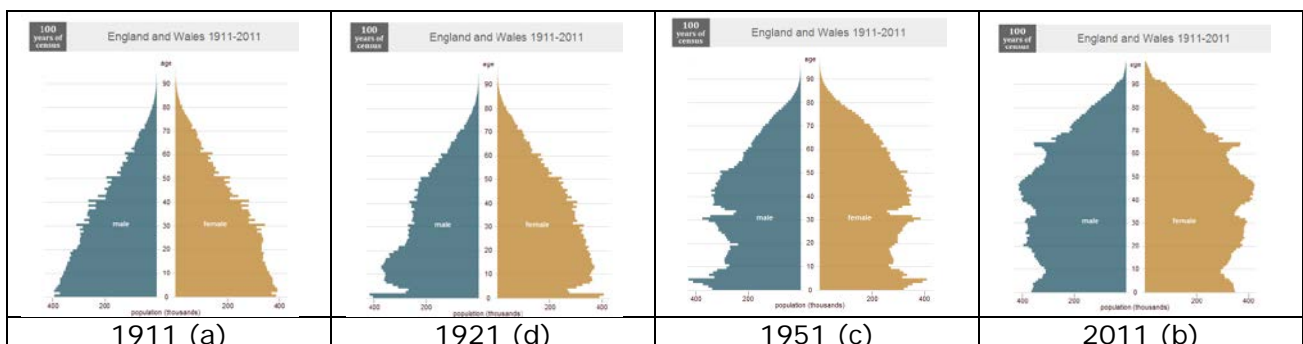 100
years of
census
England and Wales 1911-2011
age
90
80
70
60
50
40
30
20
10
0
male
female
400
200
200
400
population (thousands)
1911 (a)
100
years of
census
England and Wales 1911-2011
age
90
80
70
60
50
40
30
20
10
0
male
female
400
200
200
400
population (thousands)
1921 (d)
100
years of
census
England and Wales 1911-2011
age
90
80
70
60
50
40
30
20
10
0
male
female
400
200
200
400
population (thousands)
1951 (c)
100
years of
census
England and Wales 1911-2011
age
90
80
70
60
50
40
30
20
10
0
male
female
400
200
200
400
population (thousands)
2011 (b)